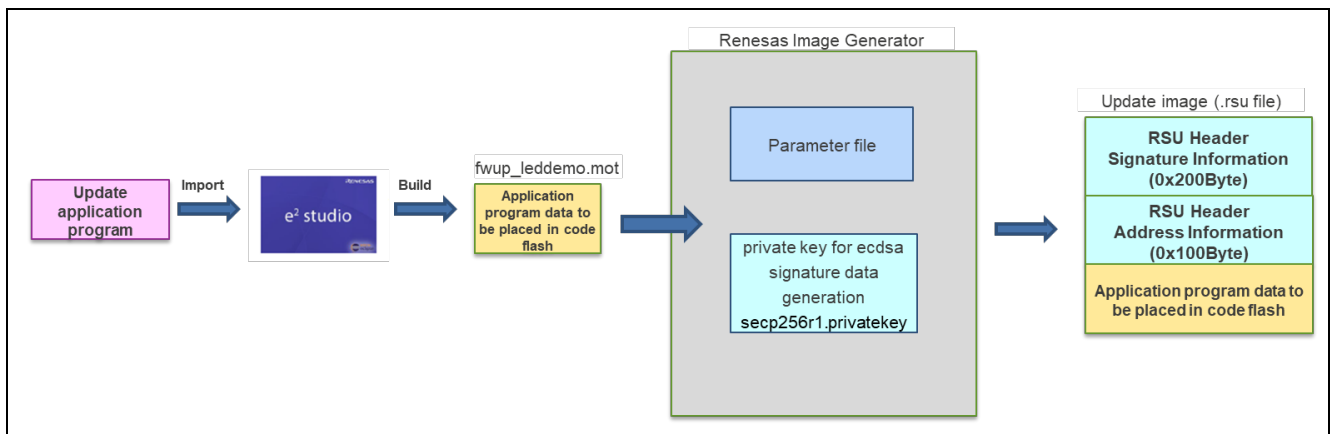 Renesas Image Generator
Update image (.rsu file)
RSU Header
Signature Information
(0x200Byte)
Parameter file
fwup_leddemo.mot
Import
Build
Update
application
program
RENESAS
e² studio
Application
program data to
be placed in code
flash
RSU Header
Address Information
(0x100Byte)
private key for ecdsa
signature data
generation
secp256r1.privatekey
Application program data to
be placed in code flash